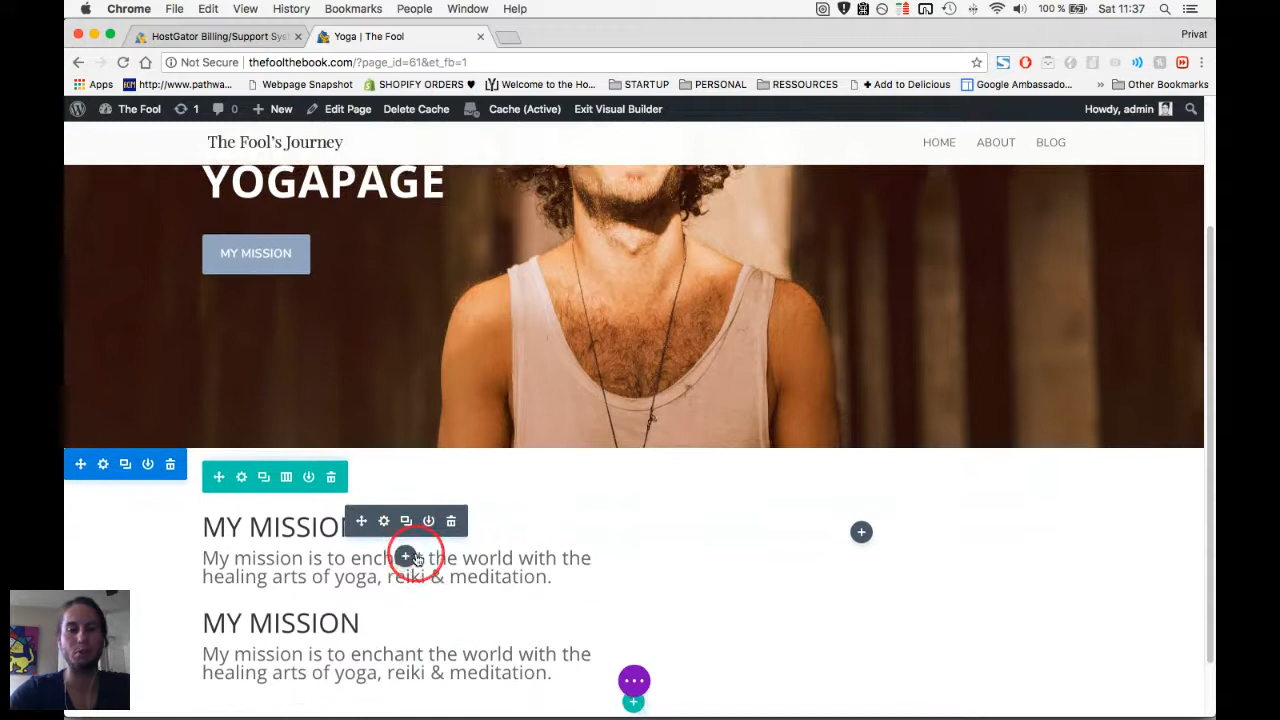 Chrome File Edit View History Bookmarks People Window Help 100 % Sat 11:37
HostGator Billing/Support Sys Yoga | The Fool Privat
Not Secure thefoolthebook.com/?page_id=61&et_fb=1
Apps http://www.pathwa... Webpage Snapshot SHOPIFY ORDERS ♥ Welcome to the Ho... STARTUP PERSONAL RESSOURCES + Add to Delicious Google Ambassado... » Other Bookmarks
The Fool 1 0 New Edit Page Delete Cache Cache (Active) Exit Visual Builder Howdy, admin
The Fool's Journey HOME ABOUT BLOG
YOGAPAGE
MY MISSION
MY MISSION
My mission is to enchant the world with the
healing arts of yoga, reiki & meditation.
MY MISSION
My mission is to enchant the world with the
healing arts of yoga, reiki & meditation.